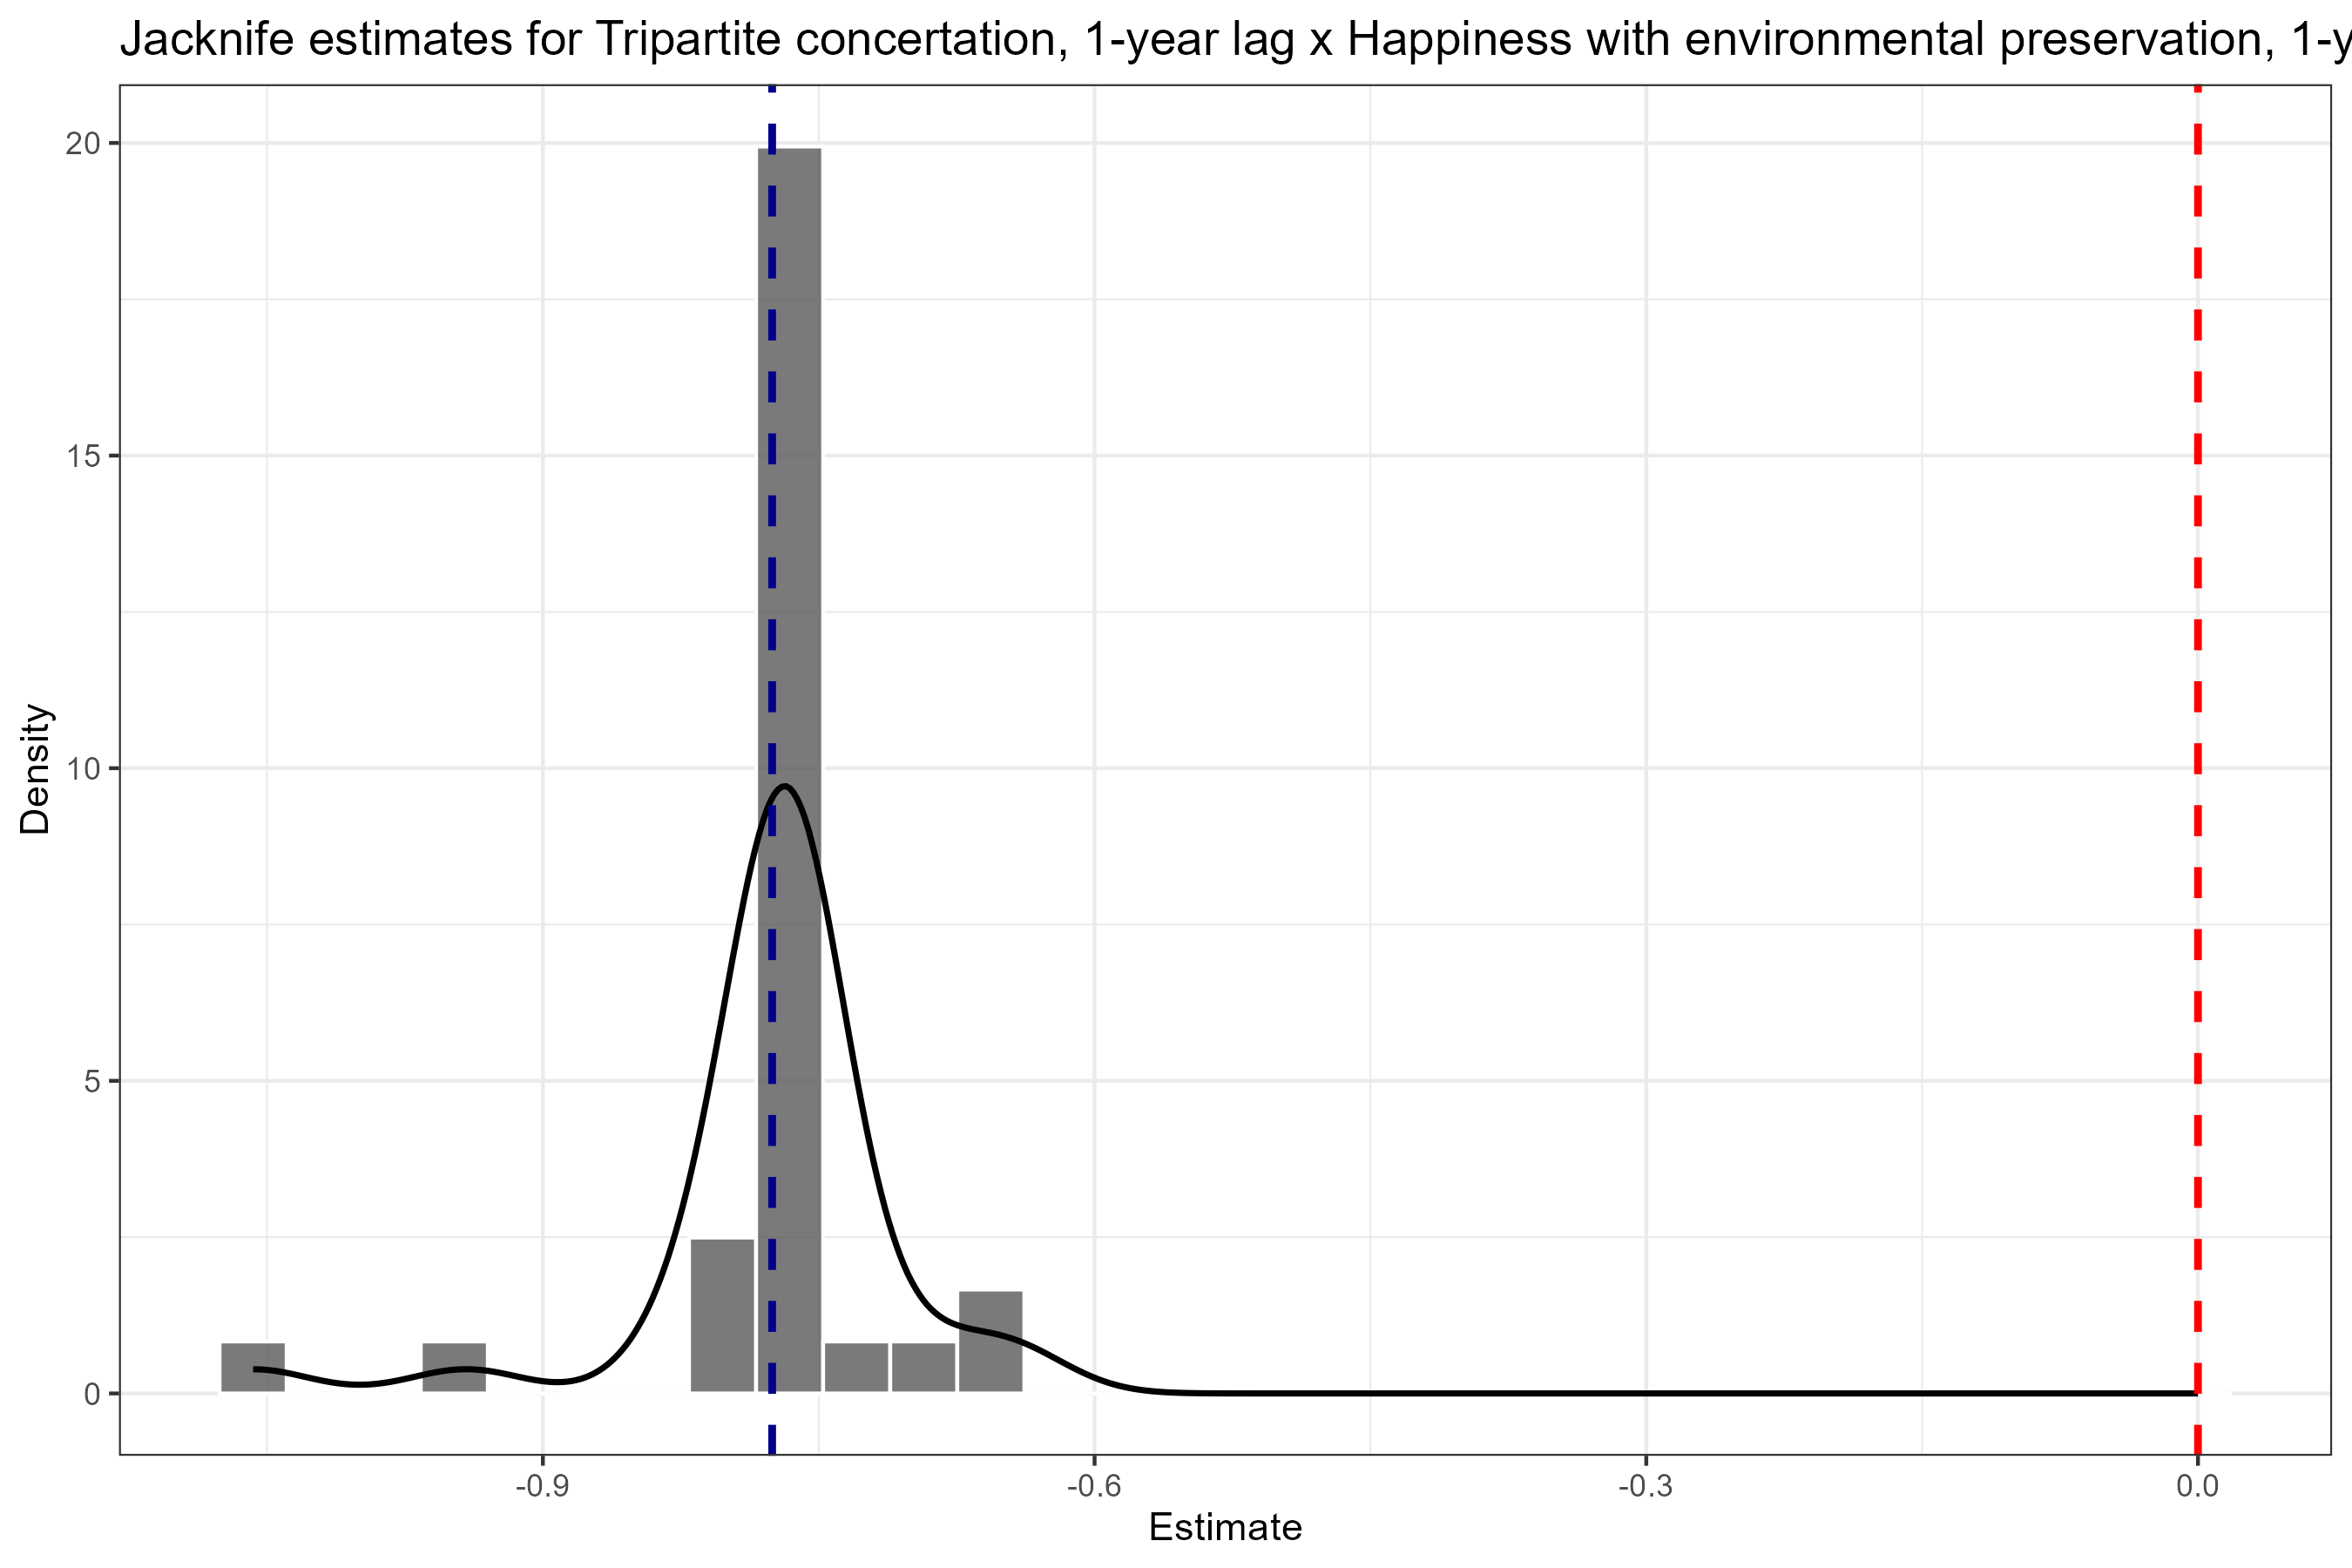 Jacknife estimates for Tripartite concertation, 1-year lag x Happiness with environmental preservation, 1-y
20
15
10
5
0
Density
-0.9 -0.6 -0.3 0.0
Estimate